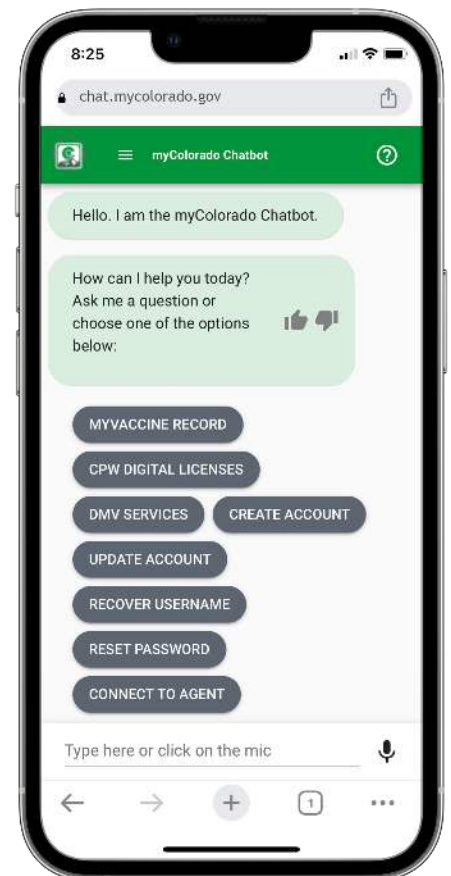 8:25
chat.mycolorado.gov
myColorado Chatbot
Hello. I am the myColorado Chatbot.
How can I help you today?
Ask me a question or
choose one of the options
below:
MYVACCINE RECORD
CPW DIGITAL LICENSES
DMV SERVICES CREATE ACCOUNT
UPDATE ACCOUNT
RECOVER USERNAME
RESET PASSWORD
CONNECT TO AGENT
Type here or click on the mic
1